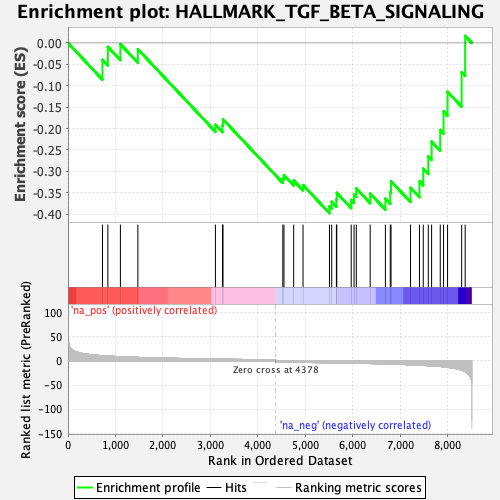 Enrichment plot: HALLMARK_TGF_BETA_SIGNALING
Enrichment score (ES)
0.00
-0.05
-0.10
-0.15
-0.20
-0.25
-0.30
-0.35
-0.40
'na_pos' (positively correlated)
Ranked list metric (PreRanked)
100
50
0
-50
-100
-150
Zero cross at 4378
'na_neg' (negatively correlated)
0
1,000
2,000
3,000
4,000
5,000
6,000
7,000
8,000
Rank in Ordered Dataset
Enrichment profile
Hits
Ranking metric scores